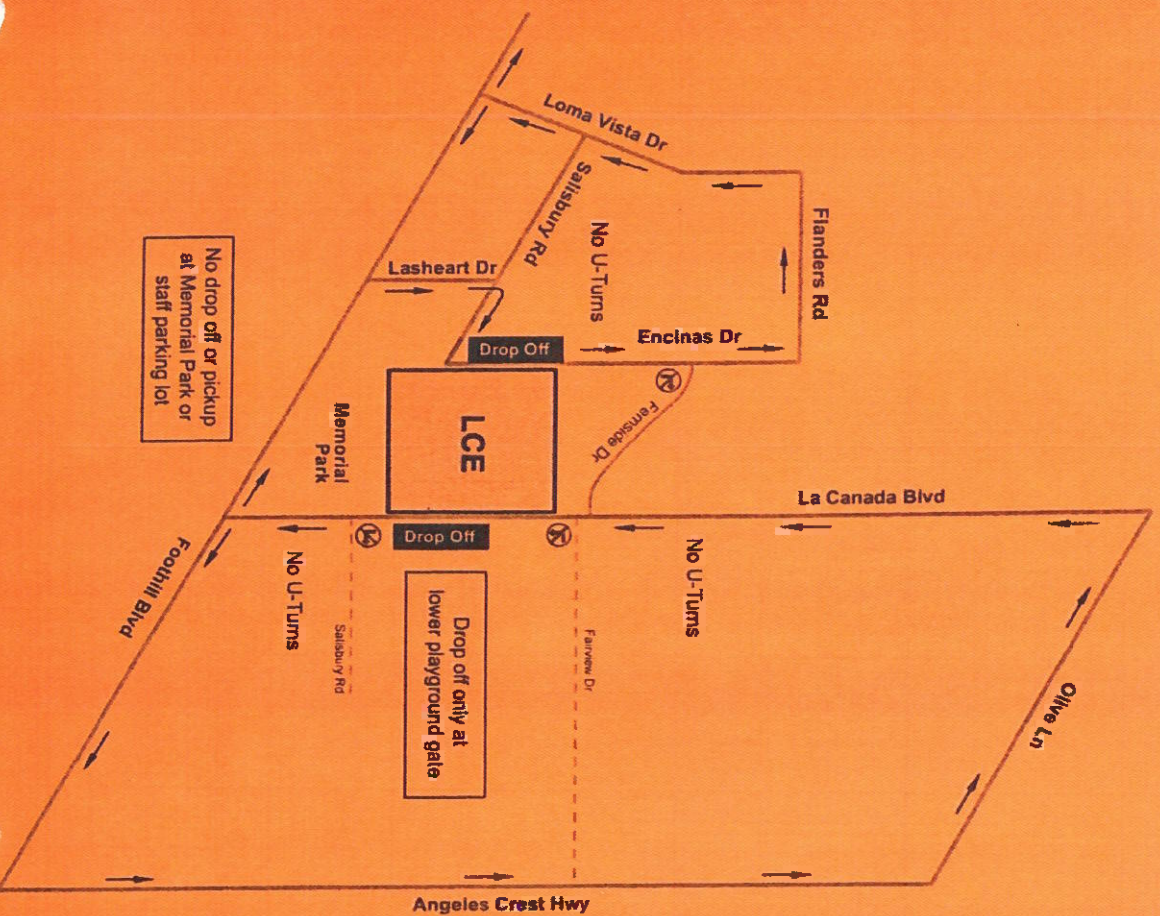 Loma Vista Dr
Salisbury Rd
No U-Turns
Flanders Rd
Lasheart Dr
Encinas Dr
Drop Off
No drop off or pickup
at Memorial Park or
staff parking lot
Memorial
Park
LCE
Fernside Dr
La Canada Blvd
Drop Off
No U-Turns
No U-Turns
Foothill Blvd
Salisbury Rd
Drop off only at
lower playground gate
Fairview Dr
Olive Ln
Angeles Crest Hwy